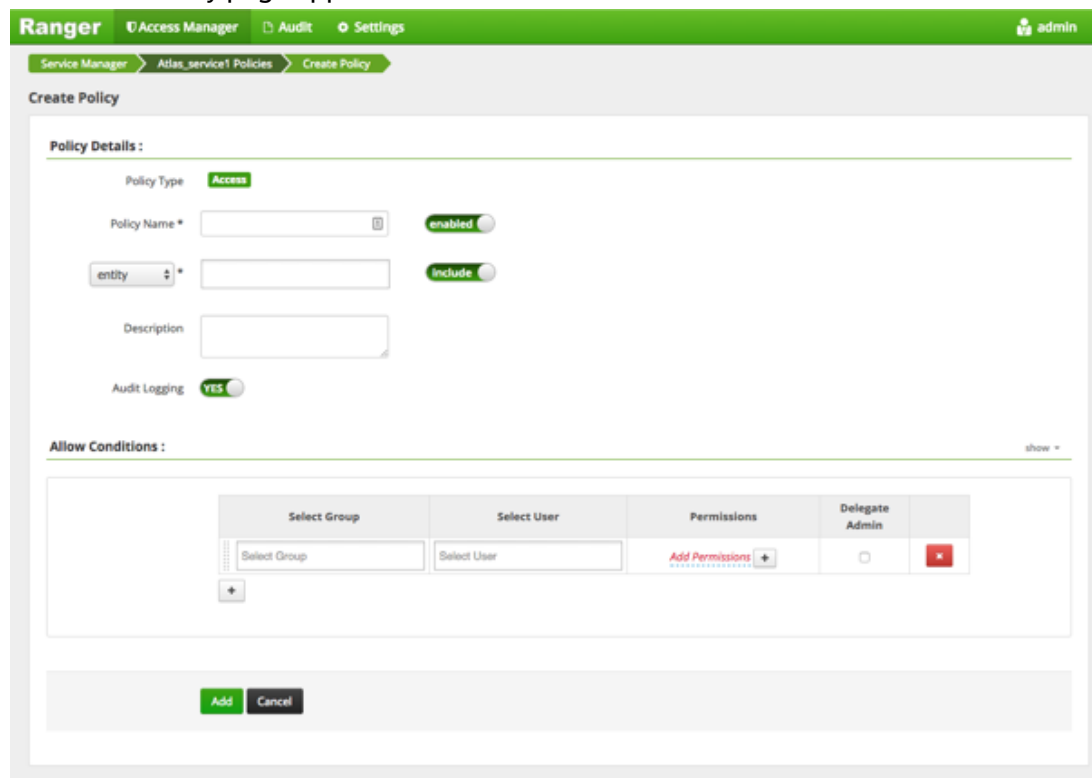 Ranger Access Manager Audit Settings admin
Service Manager Atlas_service1 Policies Create Policy
Create Policy
Policy Details :
Policy Type Access
Policy Name * enabled
entity * include
Description
Audit Logging YES
Allow Conditions : show
Select Group Select User Permissions Delegate Admin
Select Group Select User Add Permissions +
+
Add Cancel